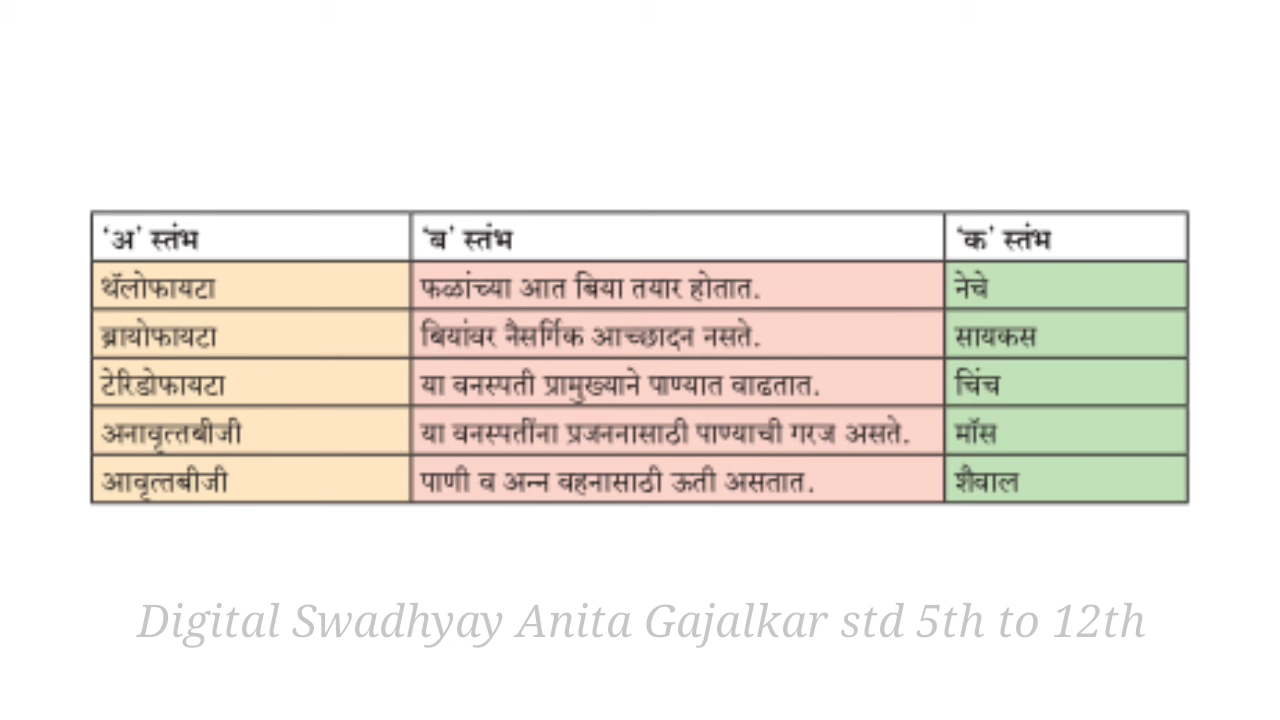 ‘अ’ स्तंभ ‘ब’ स्तंभ ‘क’ स्तंभ
थॅलोफायटा फळांच्या आत बिया तयार होतात. नेचे
ब्रायोफायटा बियांवर नैसर्गिक आच्छादन नसते. सायकस
टेरिडोफायटा या वनस्पती प्रामुख्याने पाण्यात वाढतात. चिंच
अनावृत्तबीजी या वनस्पतींना प्रजननासाठी पाण्याची गरज असते. मॉस
आवृत्तबीजी पाणी व अन्न वहनासाठी ऊती असतात. शैवाल
Digital Swadhyay Anita Gajalkar std 5th to 12th